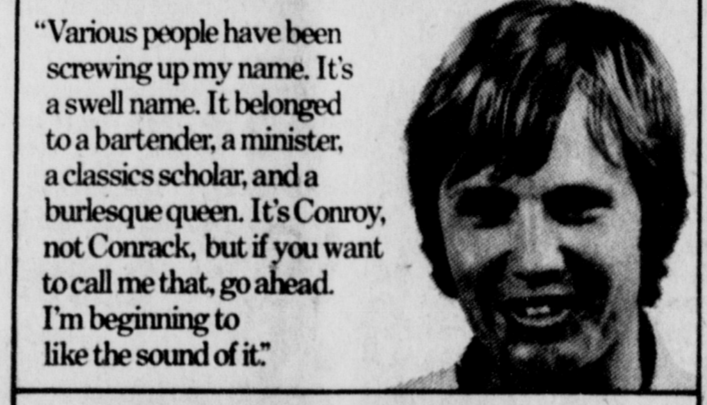 “Various people have been
screwing up my name. It's
a swell name. It belonged
to a bartender, a minister,
a classics scholar, and a
burlesque queen. It's Conroy,
not Conrack, but if you want
to call me that, go ahead.
I'm beginning to
like the sound of it.”